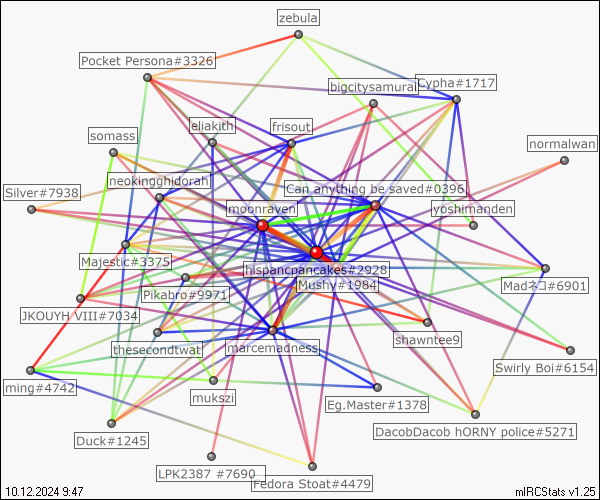 zebula
Pocket Persona#3326
bigcitysamurai
Cypha#1717
eliakith
frisout
somass
normalwan
neokingghidorah
Can anything be saved#0396
Silver#7938
moonraven
yoshimanden
Majestic#3375
hispancpancakes#2928
Mushy#1984
Pikabro#9971
Madネコ#6901
JKOUYH VIII#7034
shawntee9
thesecondtwat
marcemadness
Swirly Boi#6154
ming#4742
mukszi
Eg.Master#1378
DacobDacob hORNY police#5271
Duck#1245
LPK2387 #7690
Fedora Stoat#4479
10.12.2024 9:47
mIRCStats v1.25